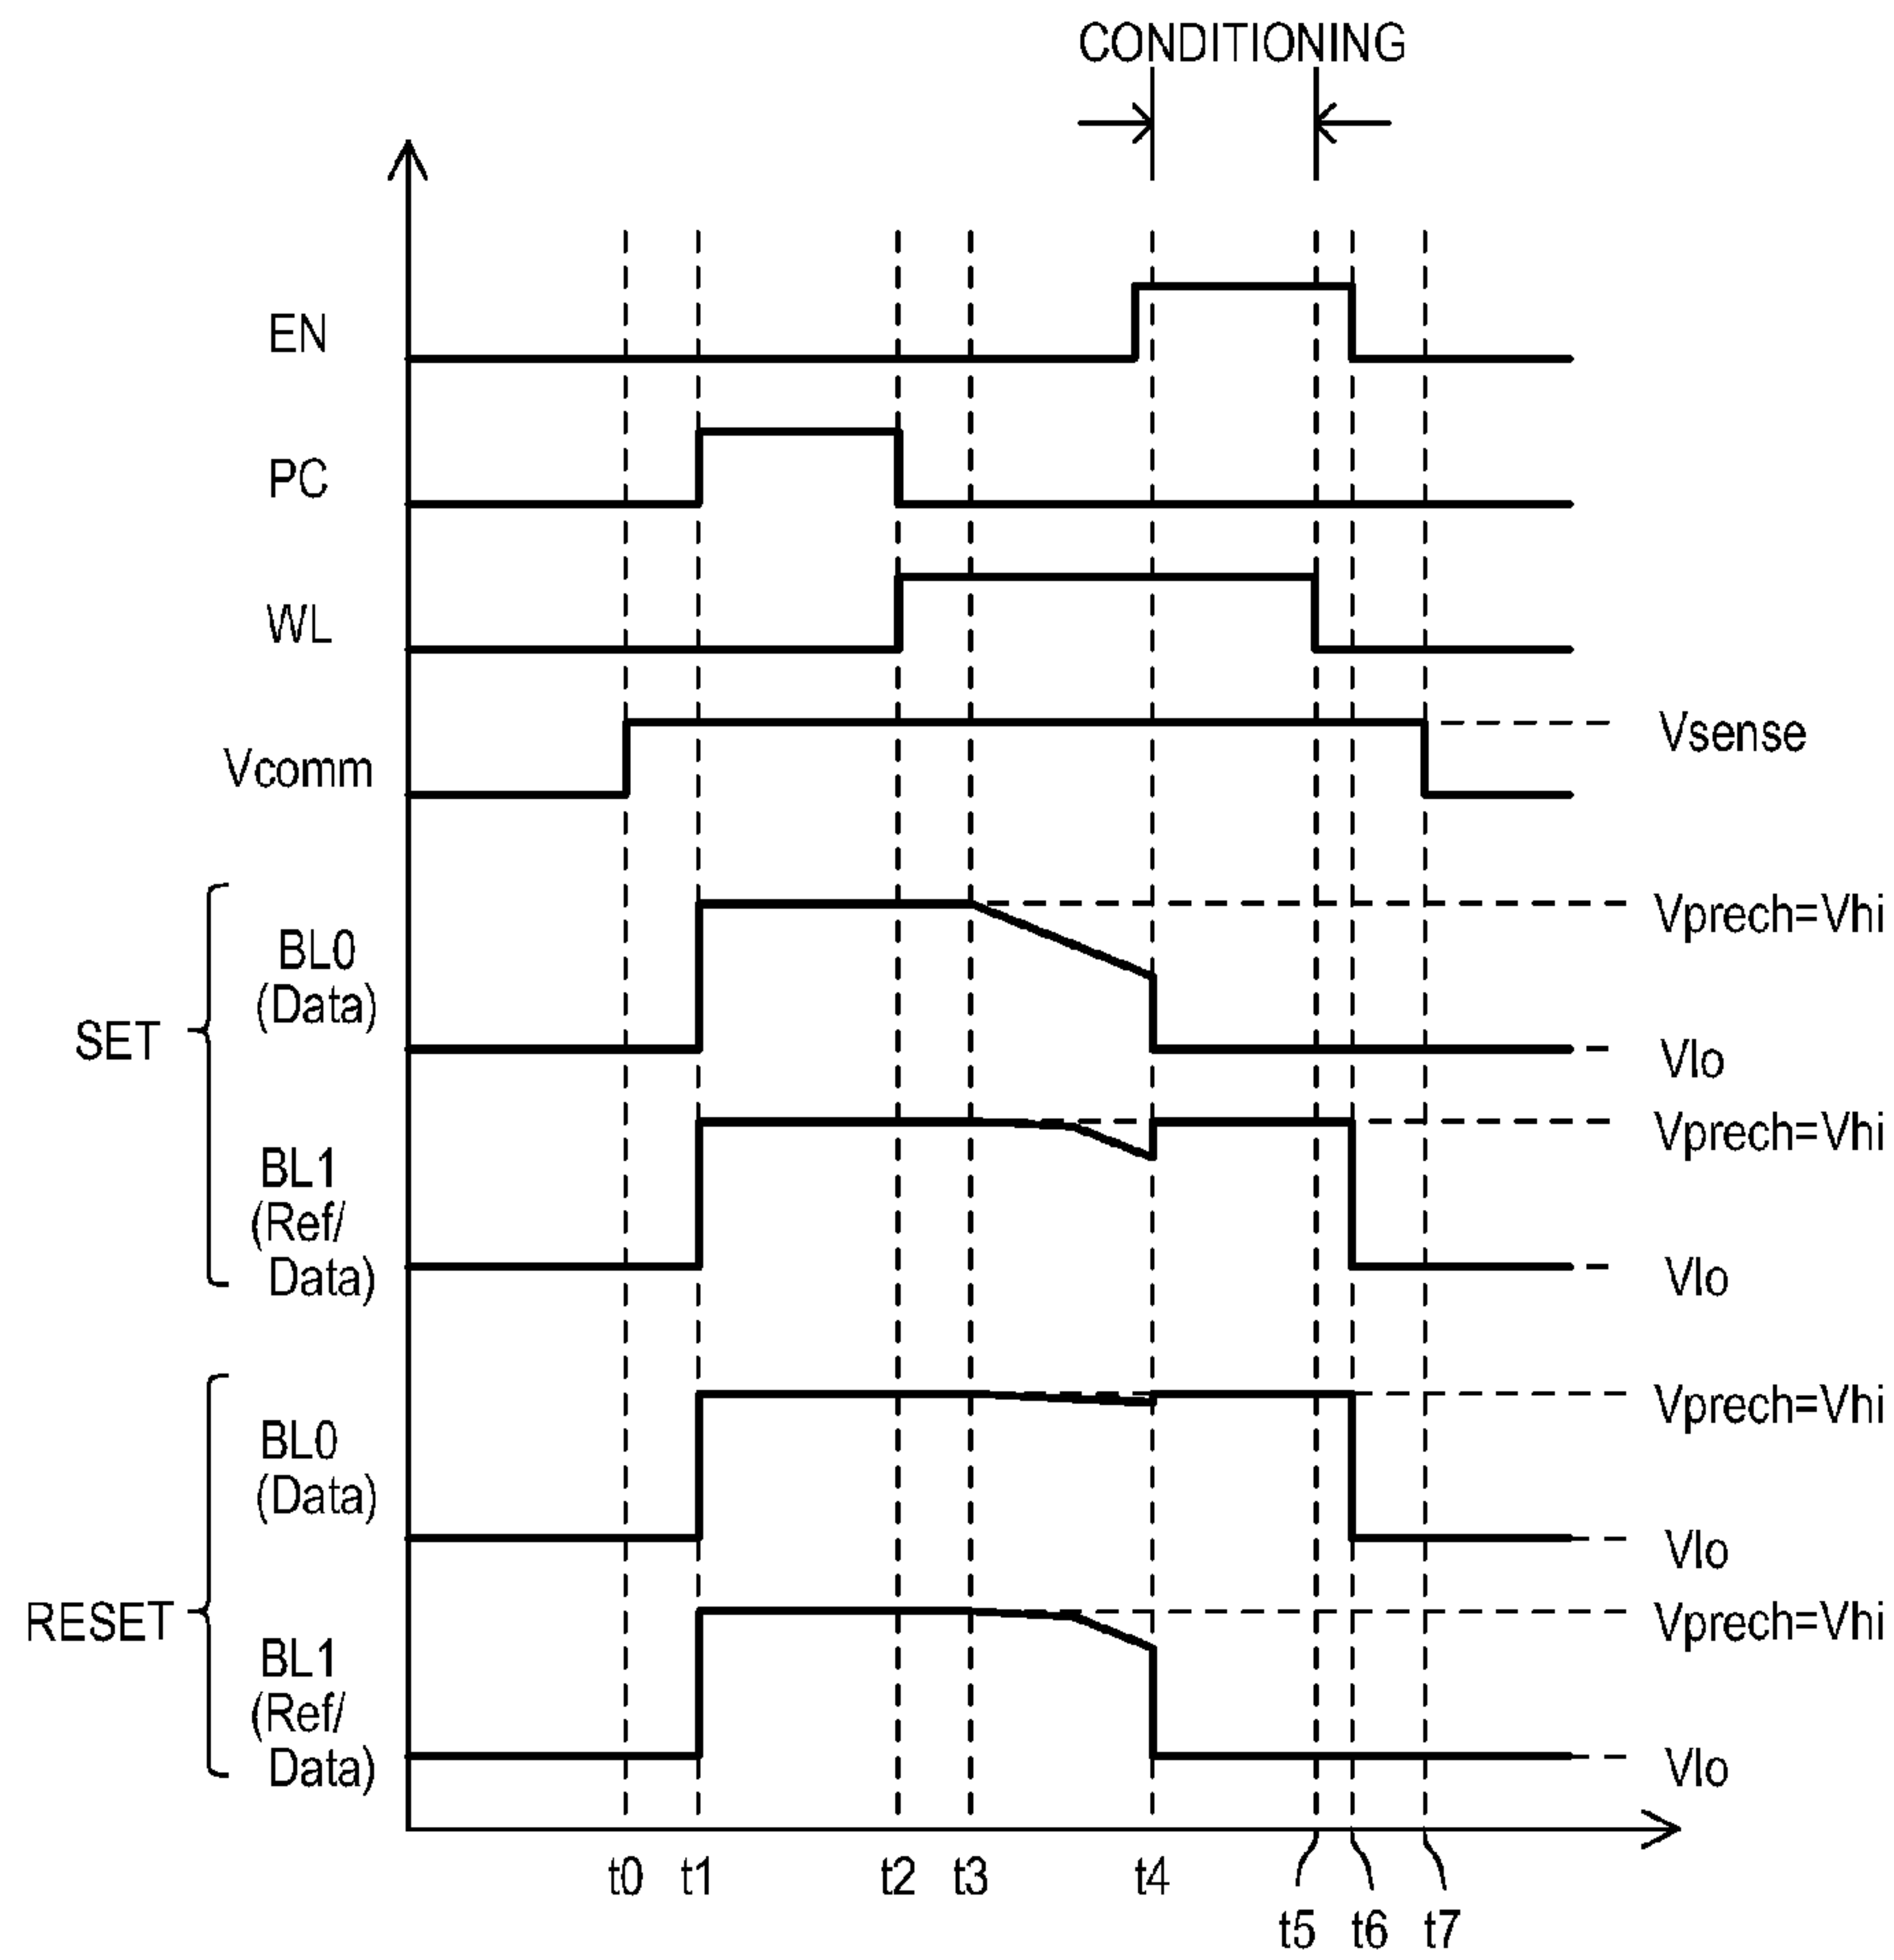 CONDITIONING
EN
PC
WL
Vcomm
Vsense
SET
BL0
(Data)
Vprech=Vhi
Vlo
BL1
(Ref/
Data)
Vprech=Vhi
Vlo
RESET
BL0
(Data)
Vprech=Vhi
Vlo
BL1
(Ref/
Data)
Vprech=Vhi
Vlo
t0 t1 t2 t3 t4
t5 t6 t7